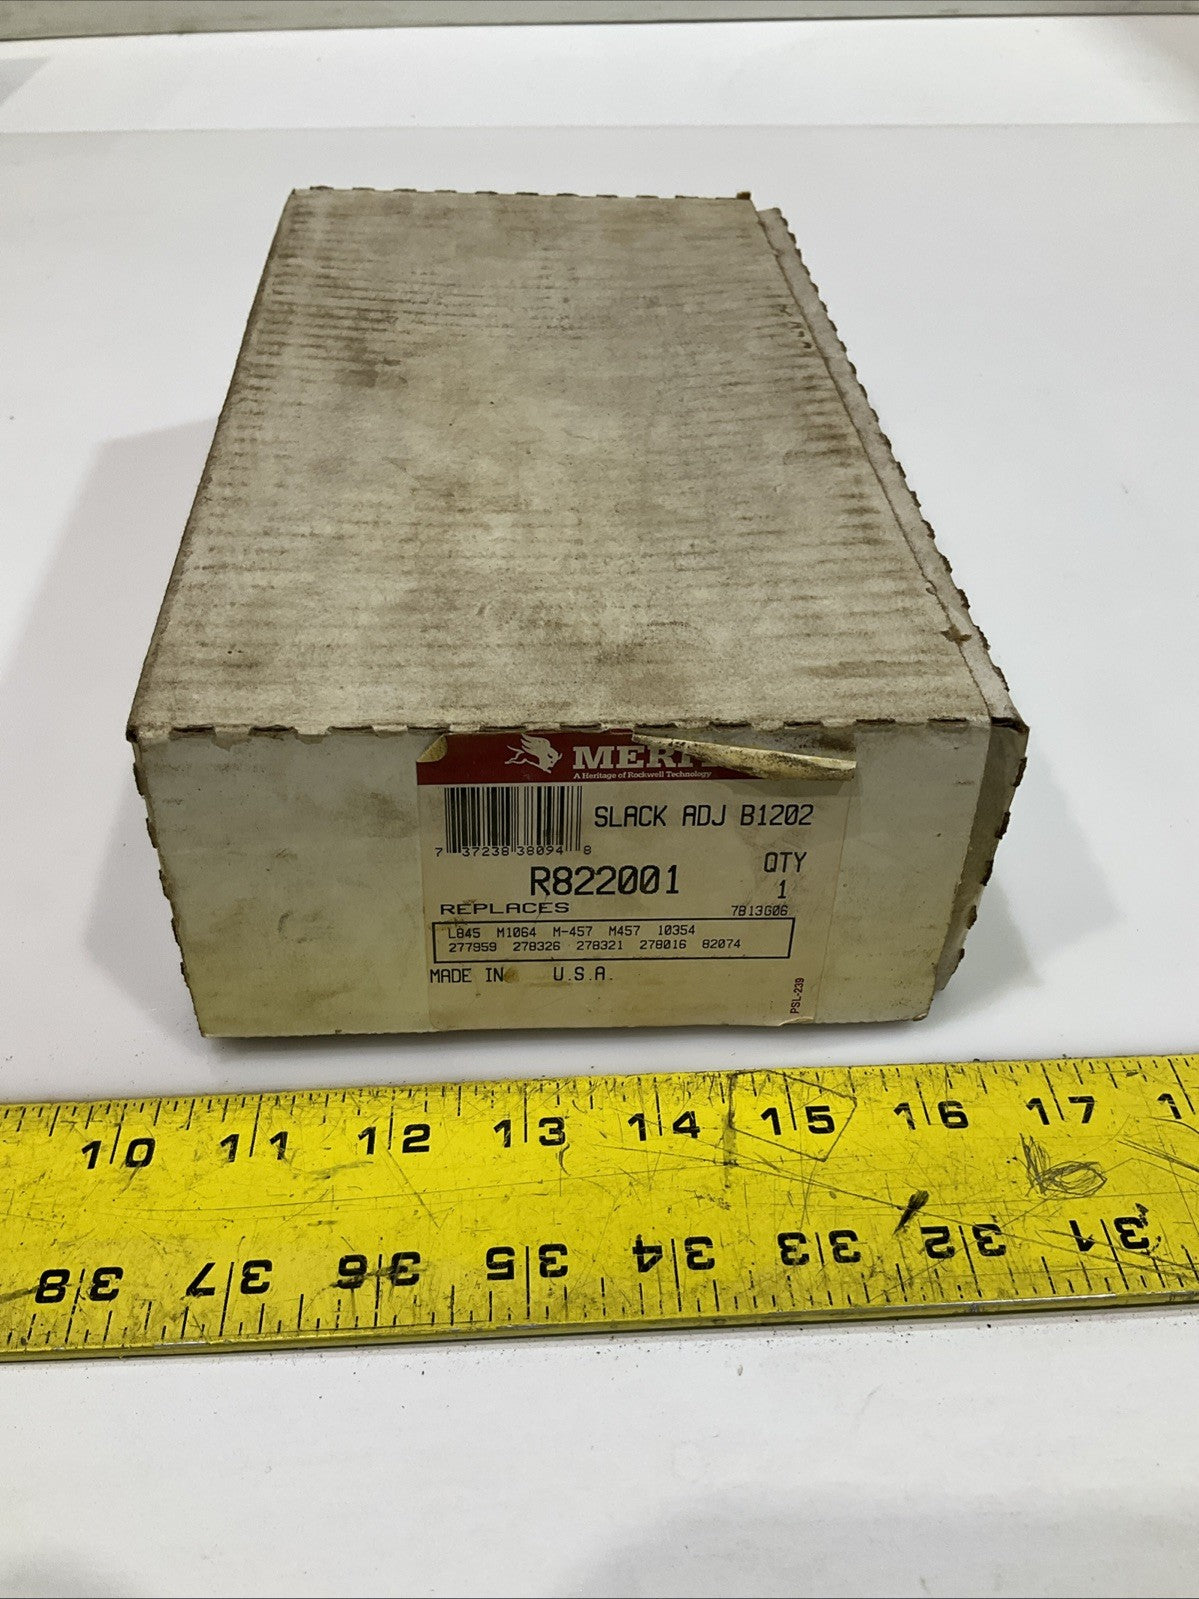 A Heritage of Rockwell Technology
SLACK ADJ B1202
7 37238 38094 8
QTY
R822001 1
REPLACES 7B13G06
L845 M1064 M-457 M457 10354
277959 278326 278321 278016 82074
MADE IN U.S.A.
PSL-239
10 11 12 13 14 15 16 17
38 37 36 35 34 33 32 31